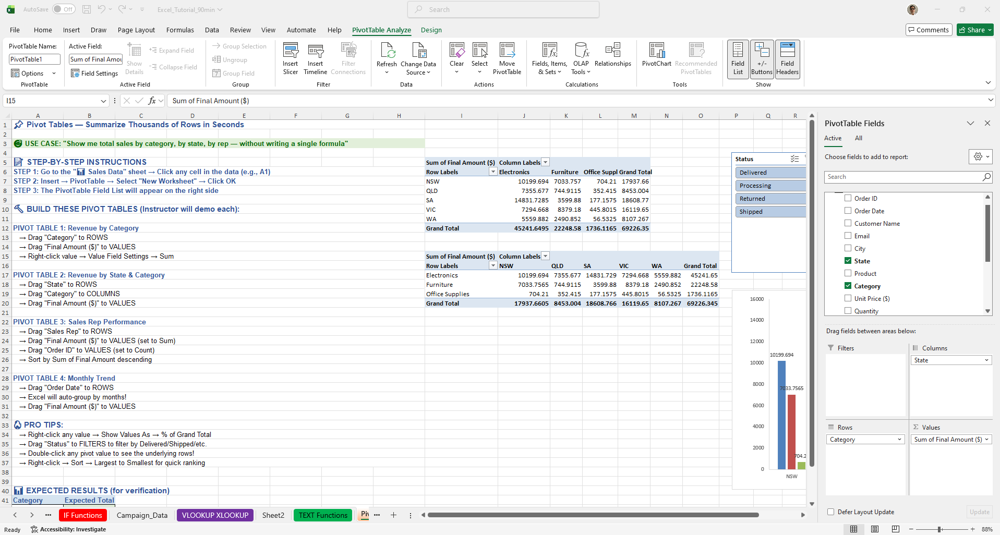 AutoSave Off Excel_Tutorial_90min Search
File Home Insert Draw Page Layout Formulas Data Review View Automate Help PivotTable Analyze Design Comments Share
PivotTable Name:
PivotTable1
Options
PivotTable
Active Field:
Sum of Final Amou
Field Settings
Show Details
Expand Field
Collapse Field
Active Field
Group Selection
Ungroup
Group Field
Group
Insert Slicer
Insert Timeline
Filter Connections
Filter
Refresh
Change Data Source
Data
Clear
Select
Move PivotTable
Actions
Fields, Items, & Sets
OLAP Tools
Relationships
Calculations
PivotChart
Recommended PivotTables
Tools
Field List
+/- Buttons
Field Headers
Show
I15 fx Sum of Final Amount ($)
A B C D E F G H I J K L M N O P Q R
1 Pivot Tables — Summarize Thousands of Rows in Seconds
2
3 USE CASE: "Show me total sales by category, by state, by rep — without writing a single formula"
4
5 STEP-BY-STEP INSTRUCTIONS
6 STEP 1: Go to the " Sales Data" sheet → Click any cell in the data (e.g., A1)
7 STEP 2: Insert → PivotTable → Select "New Worksheet" → Click OK
8 STEP 3: The PivotTable Field List will appear on the right side
9
10 BUILD THESE PIVOT TABLES (Instructor will demo each):
11
12 PIVOT TABLE 1: Revenue by Category
13 → Drag "Category" to ROWS
14 → Drag "Final Amount ($)" to VALUES
15 → Right-click value → Value Field Settings → Sum
16
17 PIVOT TABLE 2: Revenue by State & Category
18 → Drag "State" to ROWS
19 → Drag "Category" to COLUMNS
20 → Drag "Final Amount ($)" to VALUES
21
22 PIVOT TABLE 3: Sales Rep Performance
23 → Drag "Sales Rep" to ROWS
24 → Drag "Final Amount ($)" to VALUES (set to Sum)
25 → Drag "Order ID" to VALUES (set to Count)
26 → Sort by Sum of Final Amount descending
27
28 PIVOT TABLE 4: Monthly Trend
29 → Drag "Order Date" to ROWS
30 → Excel will auto-group by months!
31 → Drag "Final Amount ($)" to VALUES
32
33 PRO TIPS:
34 → Right-click any value → Show Values As → % of Grand Total
35 → Drag "Status" to FILTERS to filter by Delivered/Shipped/etc.
36 → Double-click any pivot value to see the underlying rows!
37 → Right-click → Sort → Largest to Smallest for quick ranking
38
39
40 EXPECTED RESULTS (for verification)
41 Category Expected Total
Sum of Final Amount ($) Column Labels
Row Labels Electronics Furniture Office Suppl Grand Total
NSW 10199.694 7033.757 704.21 17937.66
QLD 7355.677 744.9115 352.415 8453.004
SA 14831.7285 3599.88 177.1575 18608.77
VIC 7294.668 8379.18 445.8015 16119.65
WA 5559.882 2490.852 56.5325 8107.267
Grand Total 45241.6495 22248.58 1736.1165 69226.35
Sum of Final Amount ($) Column Labels
Row Labels NSW QLD SA VIC WA Grand Total
Electronics 10199.694 7355.677 14831.729 7294.668 5559.882 45241.65
Furniture 7033.7565 744.9115 3599.88 8379.18 2490.852 22248.58
Office Supplies 704.21 352.415 177.1575 445.8015 56.5325 1736.1165
Grand Total 17937.6605 8453.004 18608.766 16119.65 8107.267 69226.345
Status
Delivered
Processing
Returned
Shipped
16000
14000
12000
10000
8000
6000
4000
2000
0
10199.694
7033.7565
704.2
NSW
PivotTable Fields
Active All
Choose fields to add to report:
Search
Order ID
Order Date
Customer Name
Email
City
State
Product
Category
Unit Price ($)
Quantity
Drag fields between areas below:
Filters
Columns
State
Rows
Category
Σ Values
Sum of Final Amount ($)
Defer Layout Update Update
IF Functions Campaign_Data VLOOKUP XLOOKUP Sheet2 TEXT Functions Piv
Ready Accessibility: Investigate 88%